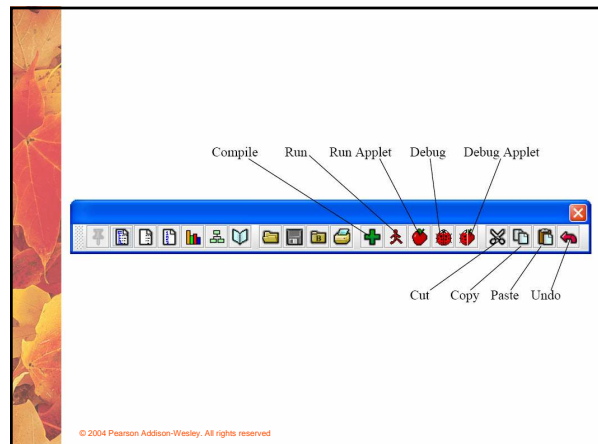 Compile Run Run Applet Debug Debug Applet
B
Cut Copy Paste Undo
© 2004 Pearson Addison-Wesley. All rights reserved